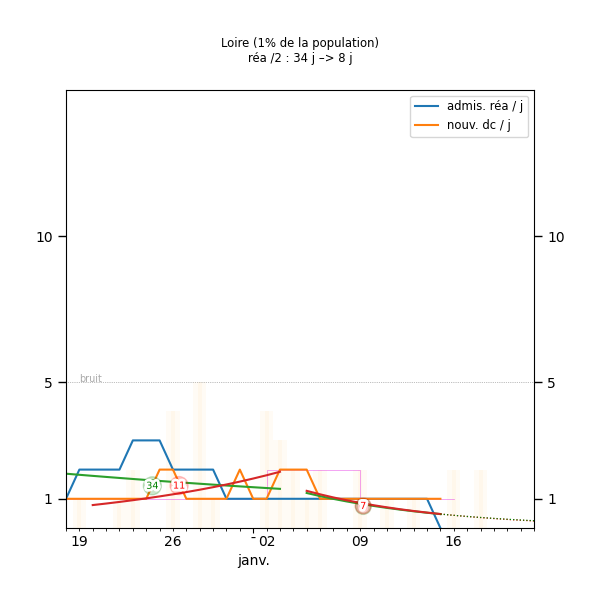 Loire (1% de la population)
réa /2 : 34 j –> 8 j
admis. réa / j
nouv. dc / j
10
10
bruit
5
5
34
11
7
1
1
19
26
02
09
16
janv.